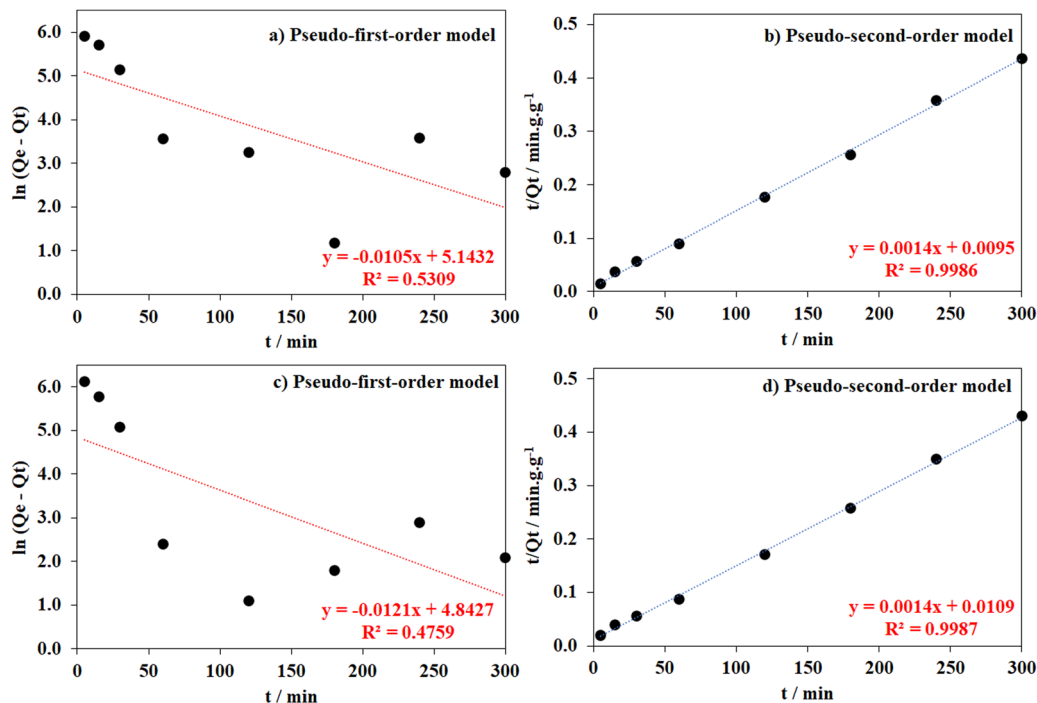 a) Pseudo-first-order model
ln (Qe - Qt)
6.0
5.0
4.0
3.0
2.0
1.0
0.0
y = -0.0105x + 5.1432
R² = 0.5309
0 50 100 150 200 250 300
t / min
b) Pseudo-second-order model
t/Qt / min.g.g⁻¹
0.5
0.4
0.3
0.2
0.1
0.0
y = 0.0014x + 0.0095
R² = 0.9986
0 50 100 150 200 250 300
t / min
c) Pseudo-first-order model
ln (Qe - Qt)
6.0
5.0
4.0
3.0
2.0
1.0
0.0
y = -0.0121x + 4.8427
R² = 0.4759
0 50 100 150 200 250 300
t / min
d) Pseudo-second-order model
t/Qt / min.g.g⁻¹
0.5
0.4
0.3
0.2
0.1
0.0
y = 0.0014x + 0.0109
R² = 0.9987
0 50 100 150 200 250 300
t / min